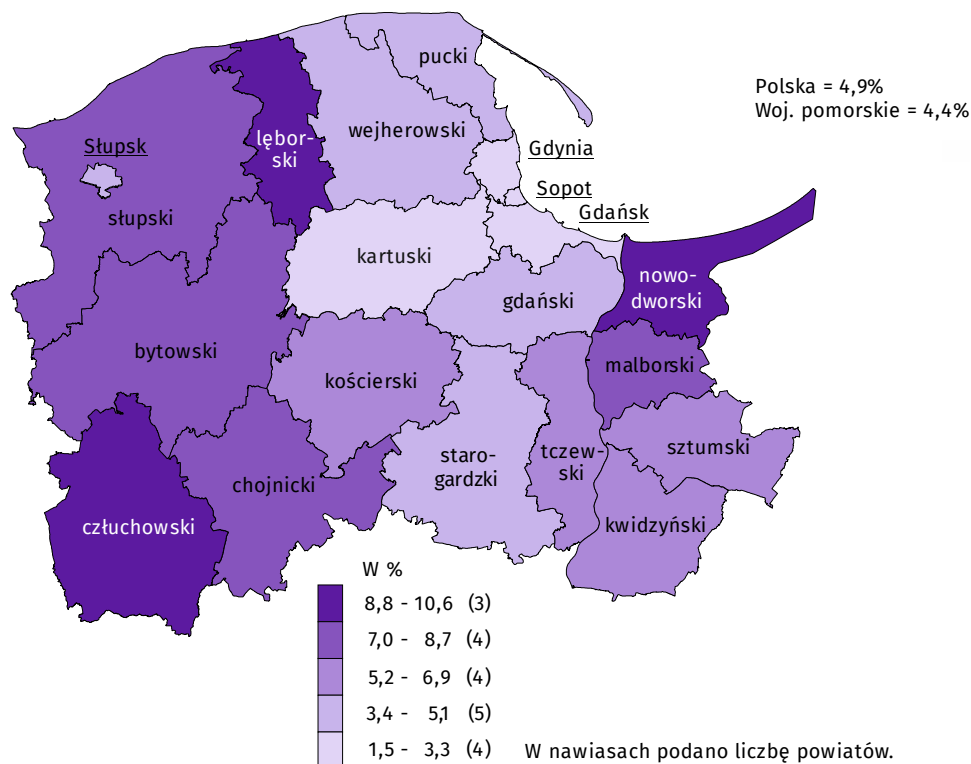 pucki
Polska = 4,9%
Woj. pomorskie = 4,4%
wejherowski
lębor-
ski
Słupsk
Gdynia
Sopot
Gdańsk
słupski
kartuski
nowo-
dworski
gdański
bytowski
malborski
kościerski
sztumski
staro-
gardzki
tczew-
ski
chojnicki
człuchowski
kwidzyński
W %
8,8 - 10,6 (3)
7,0 - 8,7 (4)
5,2 - 6,9 (4)
3,4 - 5,1 (5)
1,5 - 3,3 (4)
W nawiasach podano liczbę powiatów.